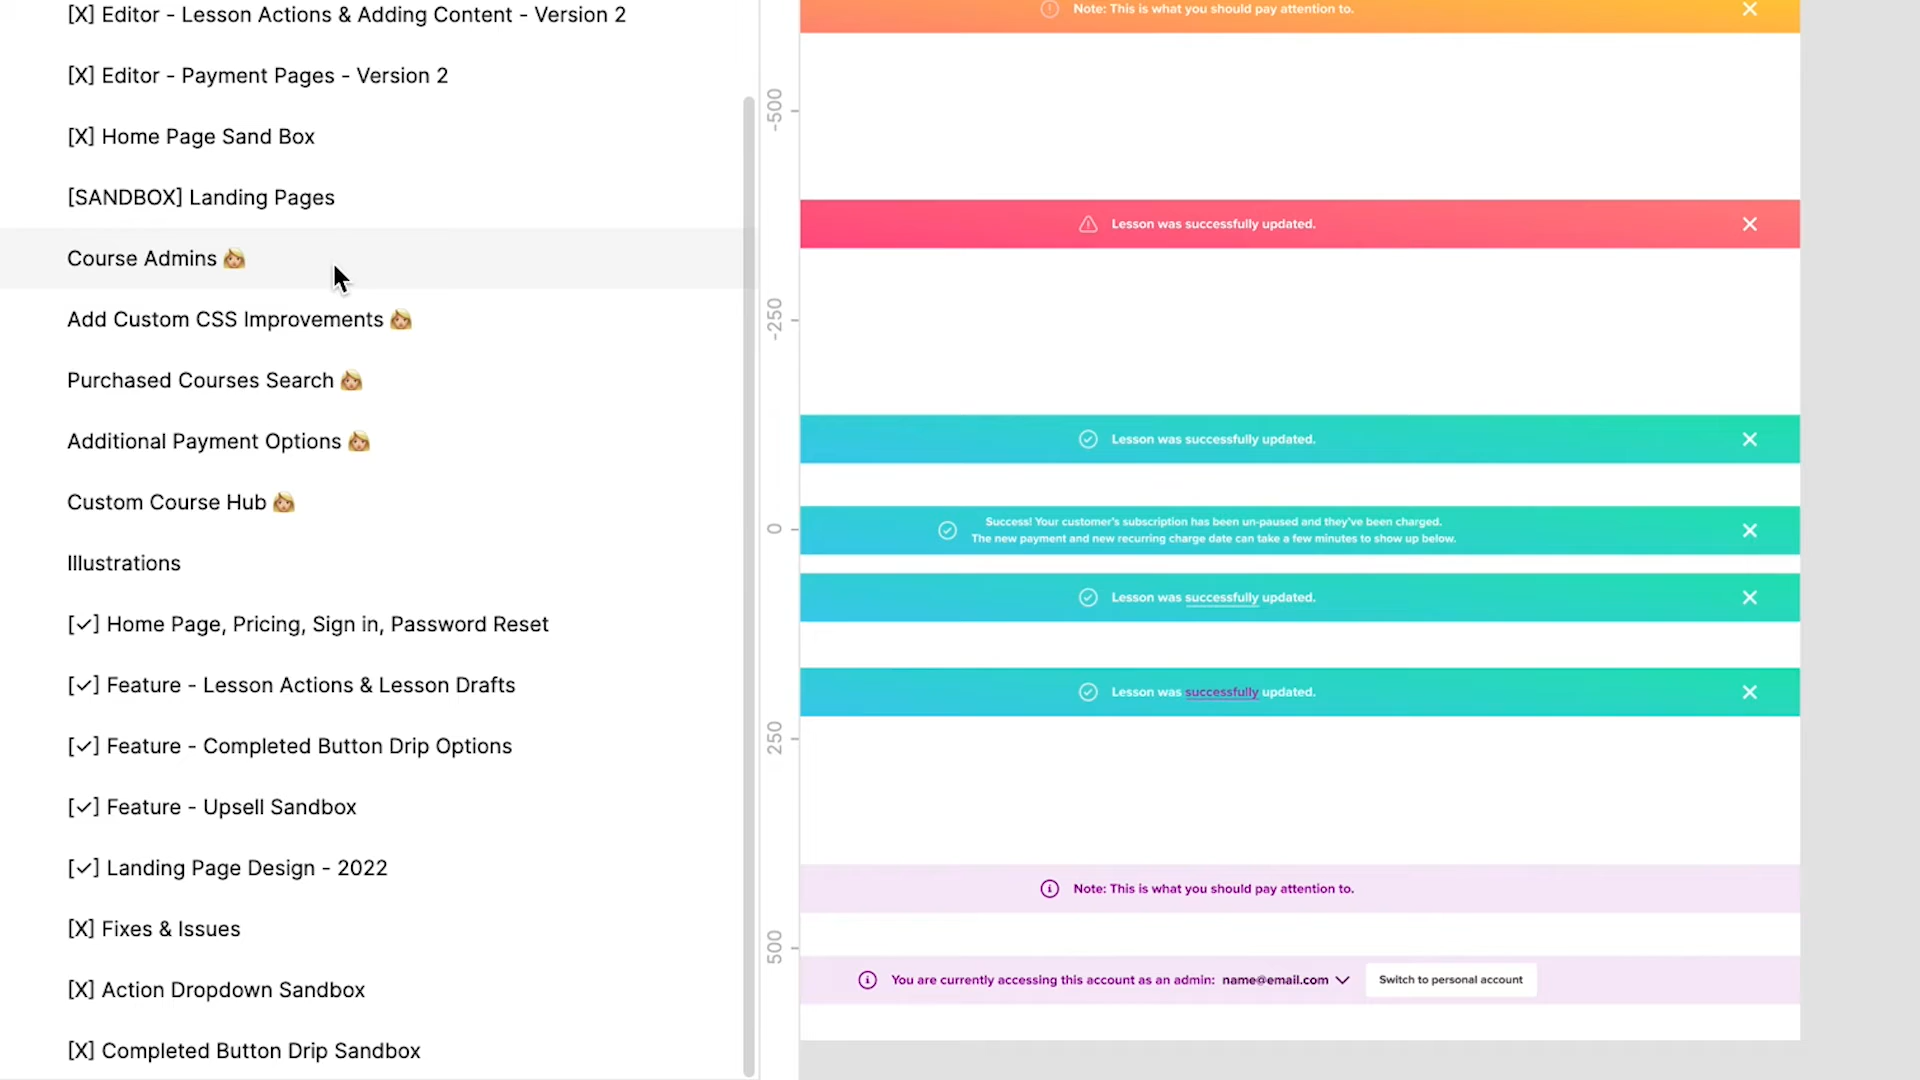 [X] Editor - Lesson Actions & Adding Content - Version 2
[X] Editor - Payment Pages - Version 2
[X] Home Page Sand Box
[SANDBOX] Landing Pages
Course Admins 👩🏼
Add Custom CSS Improvements 👩🏼
Purchased Courses Search 👩🏼
Additional Payment Options 👩🏼
Custom Course Hub 👩🏼
Illustrations
[✓] Home Page, Pricing, Sign in, Password Reset
[✓] Feature - Lesson Actions & Lesson Drafts
[✓] Feature - Completed Button Drip Options
[✓] Feature - Upsell Sandbox
[✓] Landing Page Design - 2022
[X] Fixes & Issues
[X] Action Dropdown Sandbox
[X] Completed Button Drip Sandbox
-500
-250
0
250
500
Note: This is what you should pay attention to.
Lesson was successfully updated.
Lesson was successfully updated.
Success! Your customer's subscription has been un-paused and they've been charged.
The new payment and new recurring charge date can take a few minutes to show up below.
Lesson was successfully updated.
Lesson was successfully updated.
Note: This is what you should pay attention to.
You are currently accessing this account as an admin: name@email.com
Switch to personal account